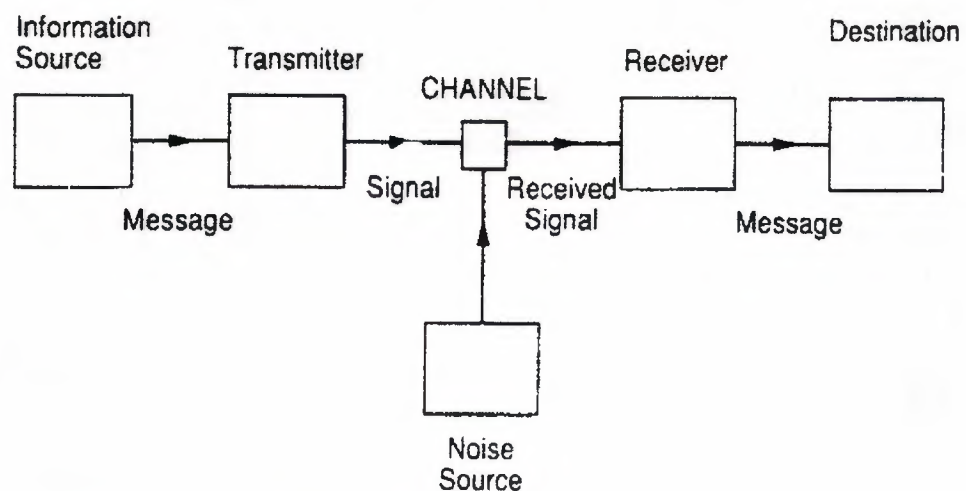 Information
Source
Transmitter
CHANNEL
Receiver
Destination
Message
Signal
Received
Signal
Message
Noise
Source